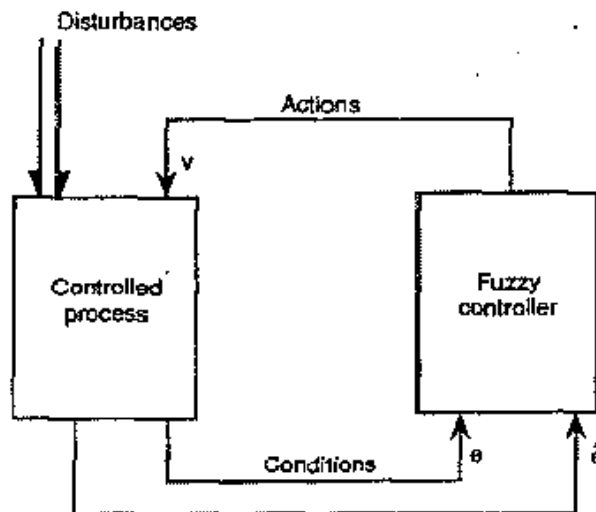 Disturbances
Actions
v
Controlled
process
Fuzzy
controller
e
ė
Conditions